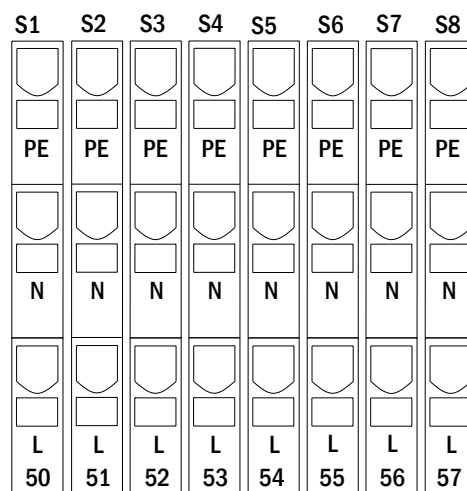 S1 S2 S3 S4 S5 S6 S7 S8
PE PE PE PE PE PE PE PE
N N N N N N N N
L L L L L L L L
50 51 52 53 54 55 56 57